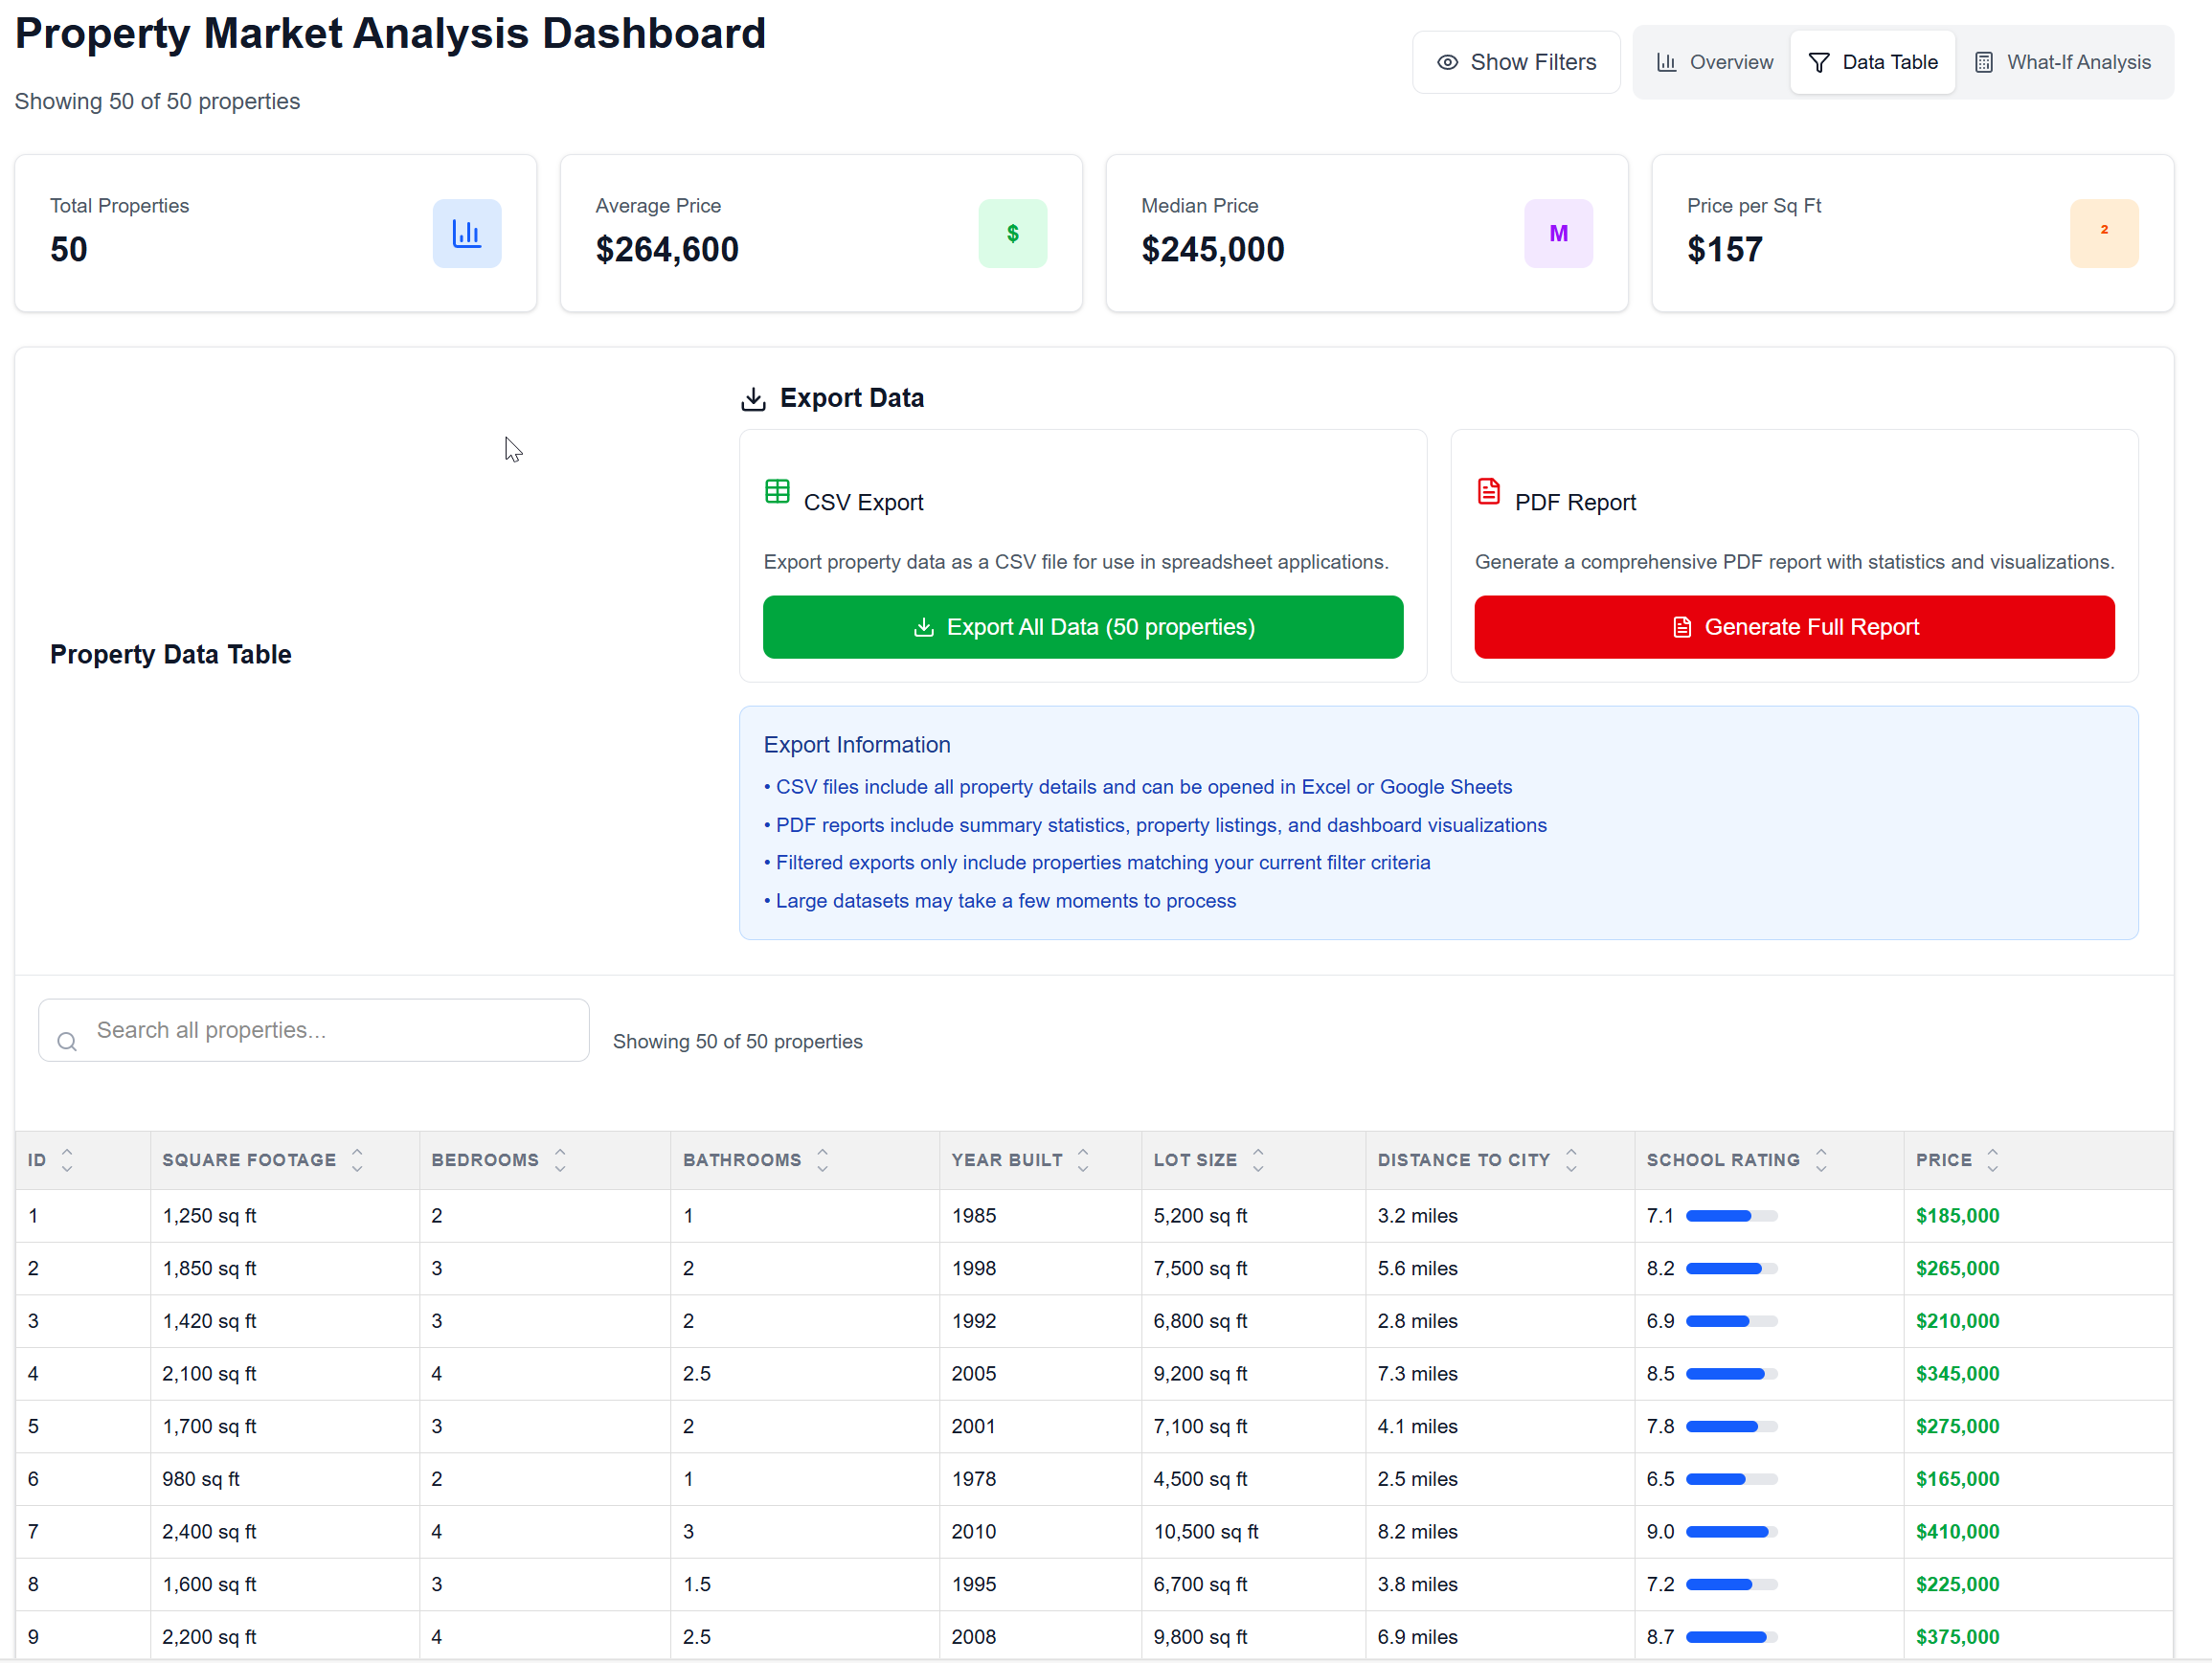 Property Market Analysis Dashboard
Showing 50 of 50 properties
Show Filters
Overview
Data Table
What-If Analysis
Total Properties
50
Average Price
$264,600
$
Median Price
$245,000
M
Price per Sq Ft
$157
²
Property Data Table
Export Data
CSV Export
Export property data as a CSV file for use in spreadsheet applications.
Export All Data (50 properties)
PDF Report
Generate a comprehensive PDF report with statistics and visualizations.
Generate Full Report
Export Information
• CSV files include all property details and can be opened in Excel or Google Sheets
• PDF reports include summary statistics, property listings, and dashboard visualizations
• Filtered exports only include properties matching your current filter criteria
• Large datasets may take a few moments to process
Search all properties...
Showing 50 of 50 properties
ID SQUARE FOOTAGE BEDROOMS BATHROOMS YEAR BUILT LOT SIZE DISTANCE TO CITY SCHOOL RATING PRICE
1 1,250 sq ft 2 1 1985 5,200 sq ft 3.2 miles 7.1 $185,000
2 1,850 sq ft 3 2 1998 7,500 sq ft 5.6 miles 8.2 $265,000
3 1,420 sq ft 3 2 1992 6,800 sq ft 2.8 miles 6.9 $210,000
4 2,100 sq ft 4 2.5 2005 9,200 sq ft 7.3 miles 8.5 $345,000
5 1,700 sq ft 3 2 2001 7,100 sq ft 4.1 miles 7.8 $275,000
6 980 sq ft 2 1 1978 4,500 sq ft 2.5 miles 6.5 $165,000
7 2,400 sq ft 4 3 2010 10,500 sq ft 8.2 miles 9.0 $410,000
8 1,600 sq ft 3 1.5 1995 6,700 sq ft 3.8 miles 7.2 $225,000
9 2,200 sq ft 4 2.5 2008 9,800 sq ft 6.9 miles 8.7 $375,000